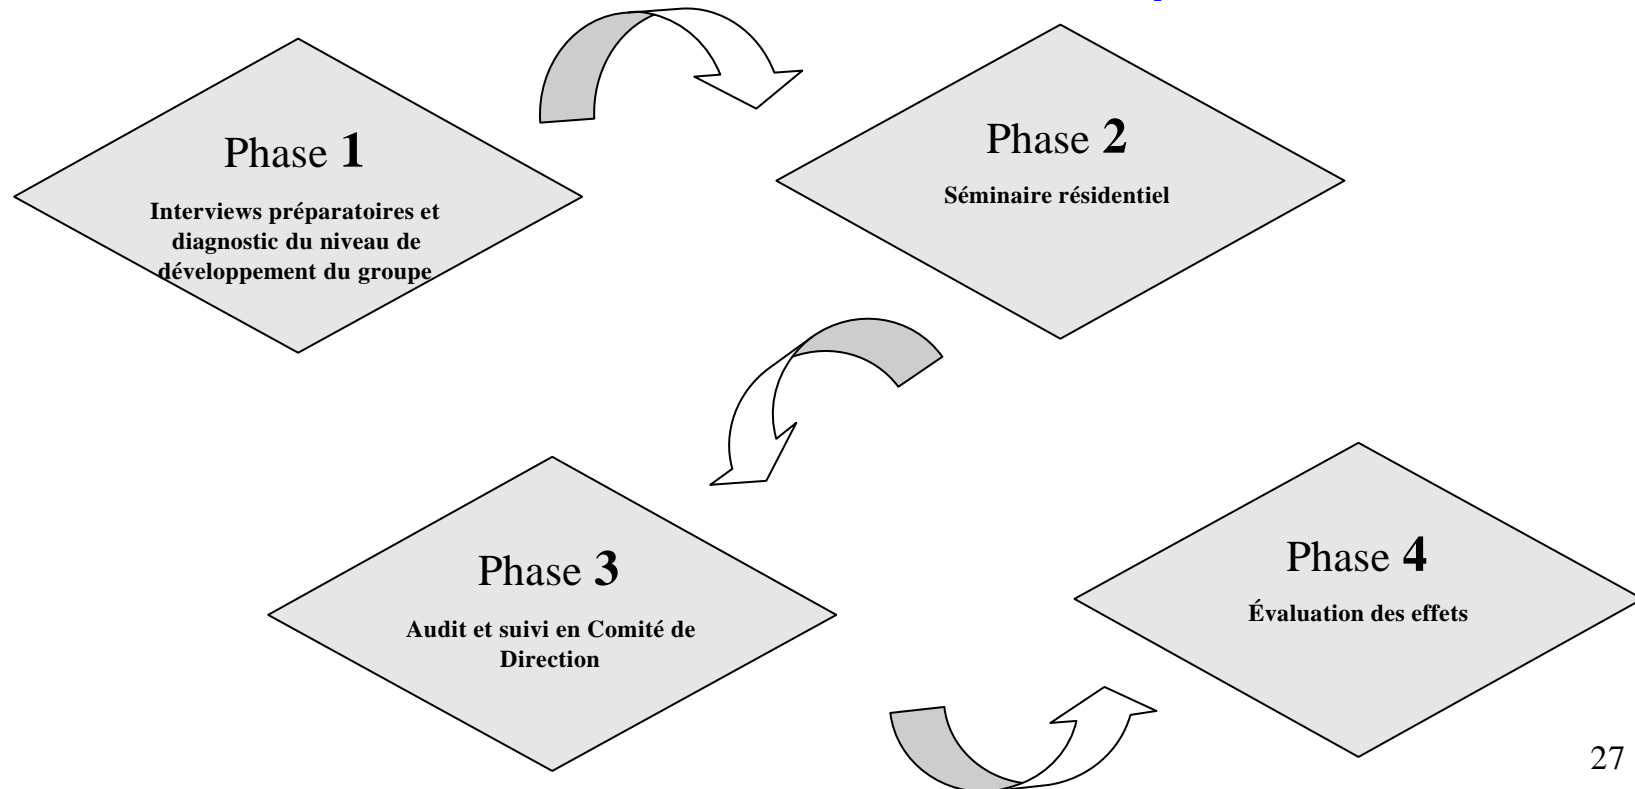 Phase 1
Interviews préparatoires et
diagnostic du niveau de
développement du groupe
Phase 2
Séminaire résidentiel
Phase 3
Audit et suivi en Comité de
Direction
Phase 4
Évaluation des effets
27